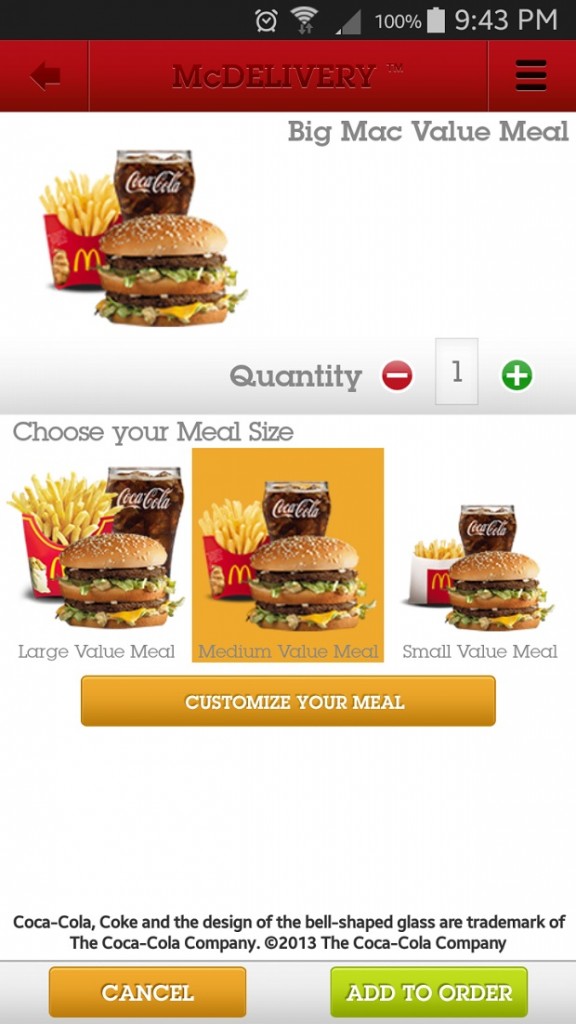 100% 9:43 PM
McDELIVERY ™
Big Mac Value Meal
Coca-Cola
Quantity 1
Choose your Meal Size
Coca-Cola Coca-Cola Coca-Cola
Large Value Meal Medium Value Meal Small Value Meal
CUSTOMIZE YOUR MEAL
Coca-Cola, Coke and the design of the bell-shaped glass are trademark of
The Coca-Cola Company. ©2013 The Coca-Cola Company
CANCEL ADD TO ORDER